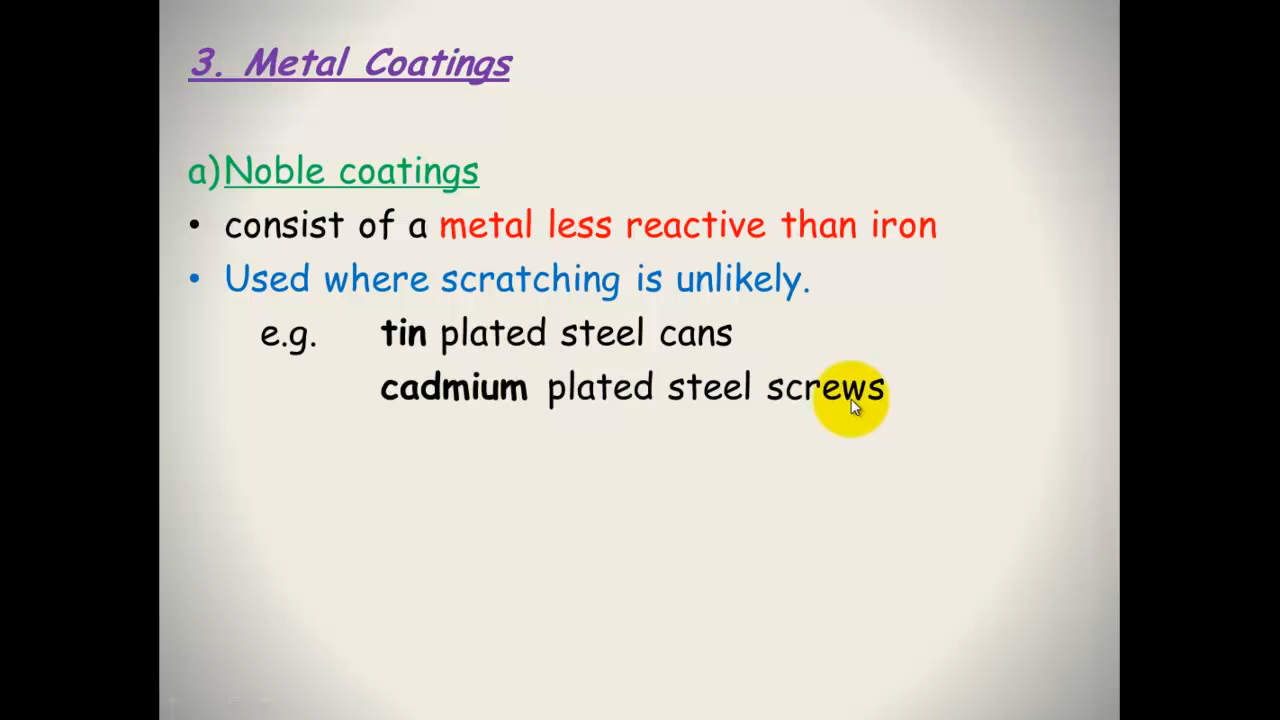 3. Metal Coatings
a) Noble coatings
• consist of a metal less reactive than iron
• Used where scratching is unlikely.
e.g. tin plated steel cans
cadmium plated steel screws